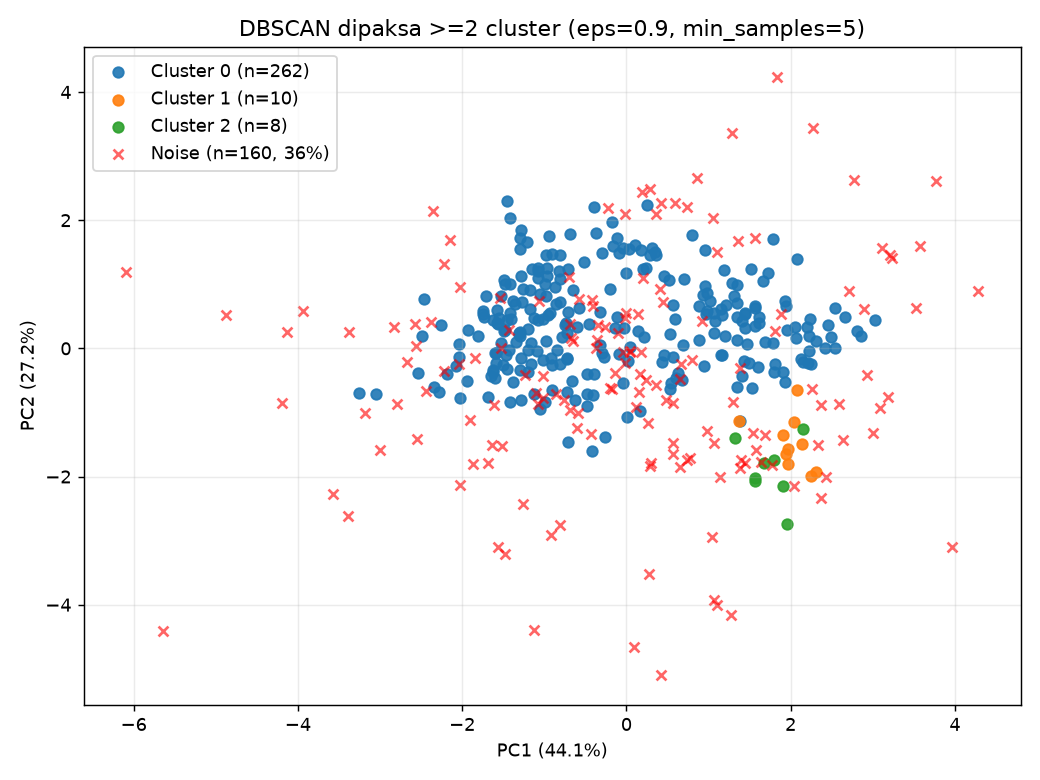 DBSCAN dipaksa >=2 cluster (eps=0.9, min_samples=5)
Cluster 0 (n=262)
Cluster 1 (n=10)
Cluster 2 (n=8)
Noise (n=160, 36%)
4
2
0
−2
−4
PC2 (27.2%)
−6
−4
−2
0
2
4
PC1 (44.1%)